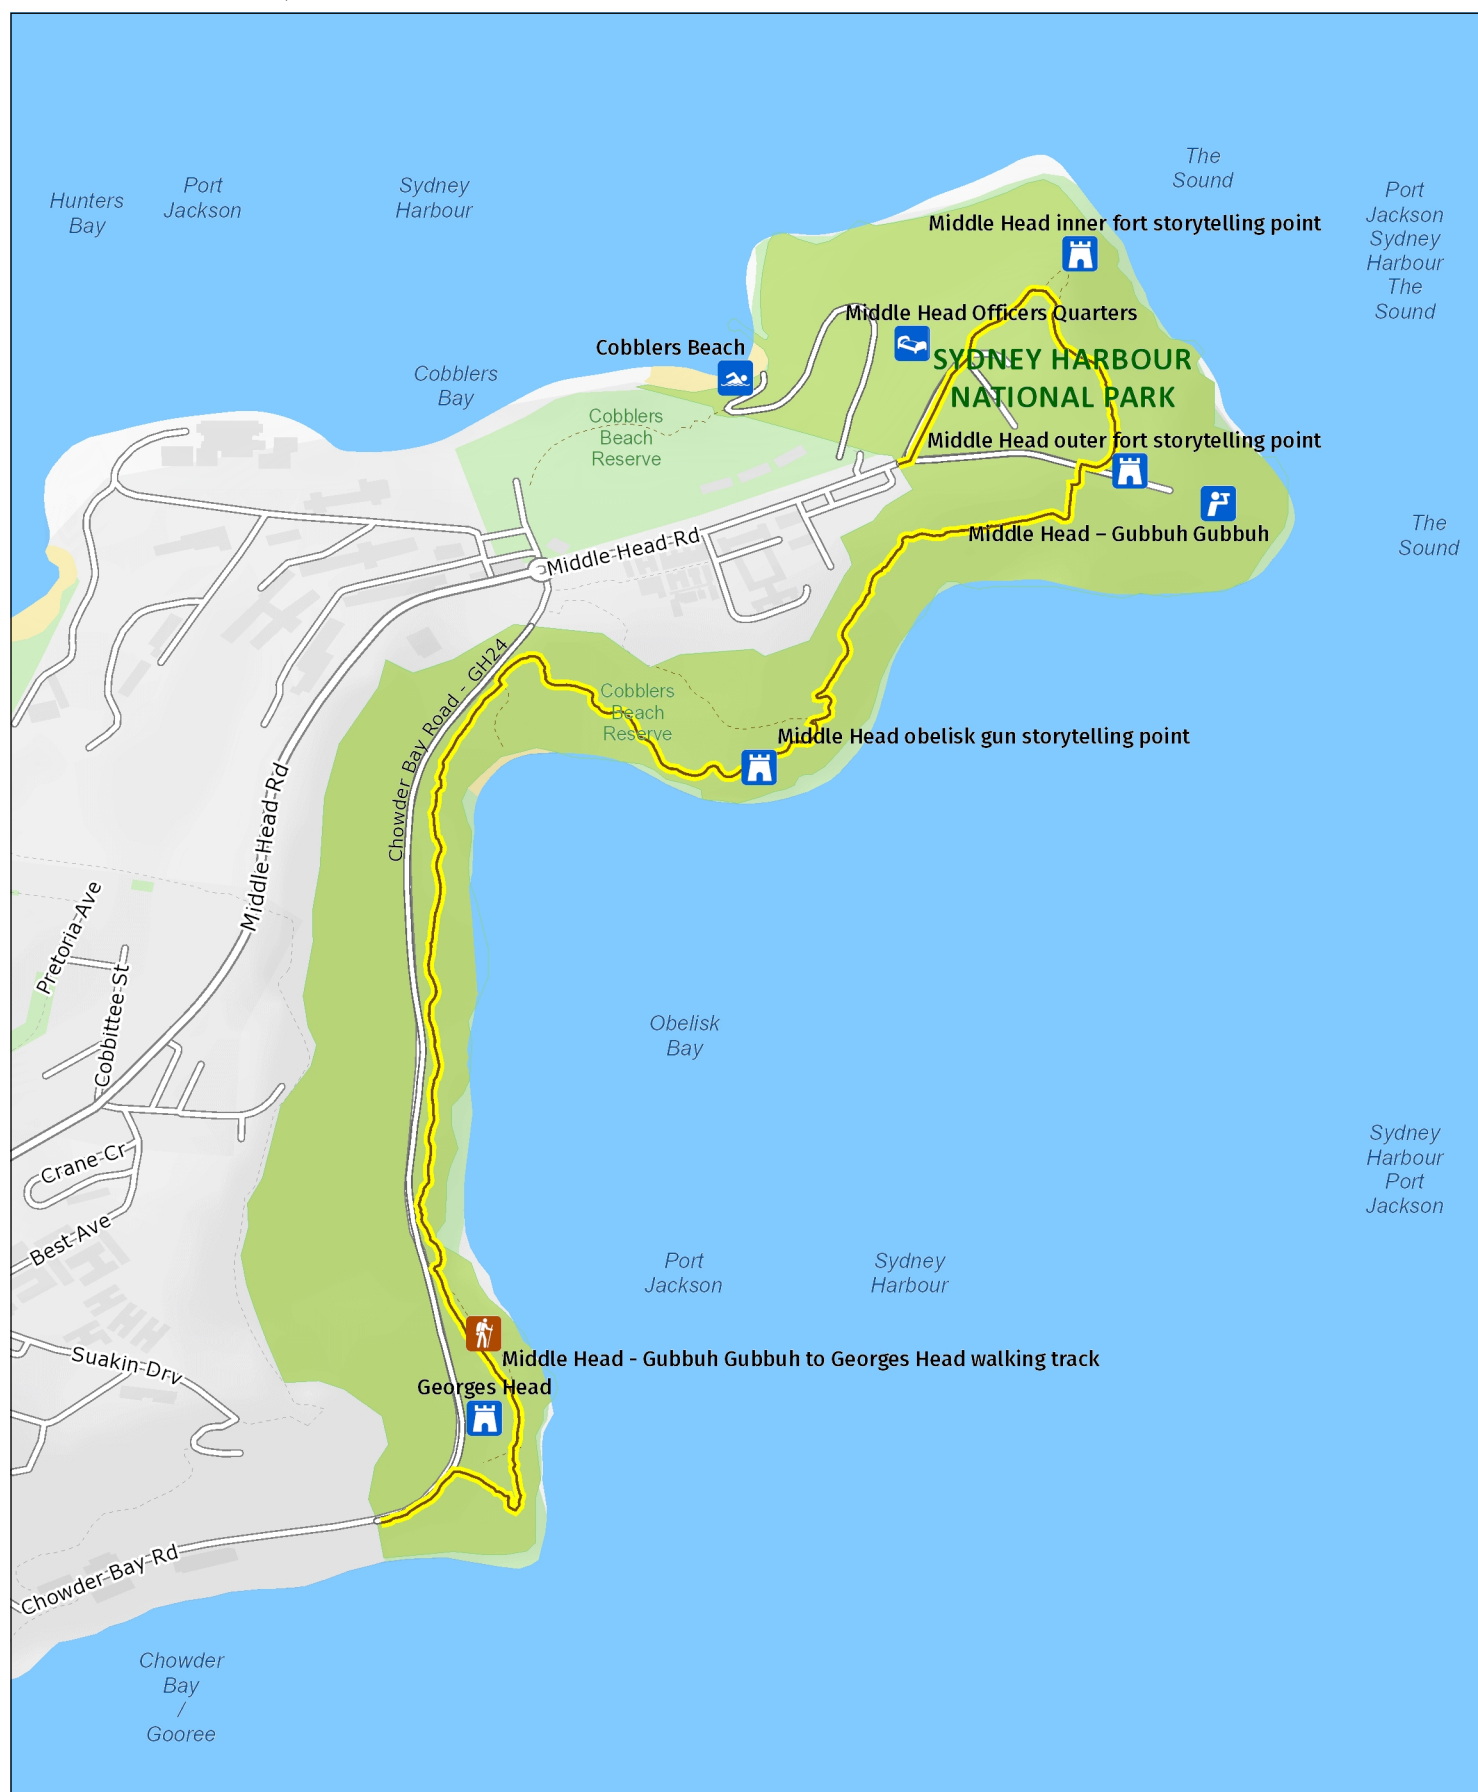 The
Sound
Port
Jackson
Sydney
Harbour
The
Sound
Hunters
Bay
Port
Jackson
Sydney
Harbour
Middle Head inner fort storytelling point
Middle Head Officers Quarters
Cobblers Beach
SYDNEY HARBOUR
NATIONAL PARK
Cobblers
Bay
Cobblers
Beach
Reserve
Middle Head outer fort storytelling point
Middle Head – Gubbuh Gubbuh
The
Sound
Middle Head Rd
Chowder Bay Road - GH24
Cobblers
Beach
Reserve
Middle Head obelisk gun storytelling point
Middle Head Rd
Pretoria Ave
Cobbittee St
Obelisk
Bay
Crane Cr
Best Ave
Sydney
Harbour
Port
Jackson
Port
Jackson
Sydney
Harbour
Middle Head - Gubbuh Gubbuh to Georges Head walking track
Suakin Drv
Georges Head
Chowder Bay Rd
Chowder
Bay
/
Gooree